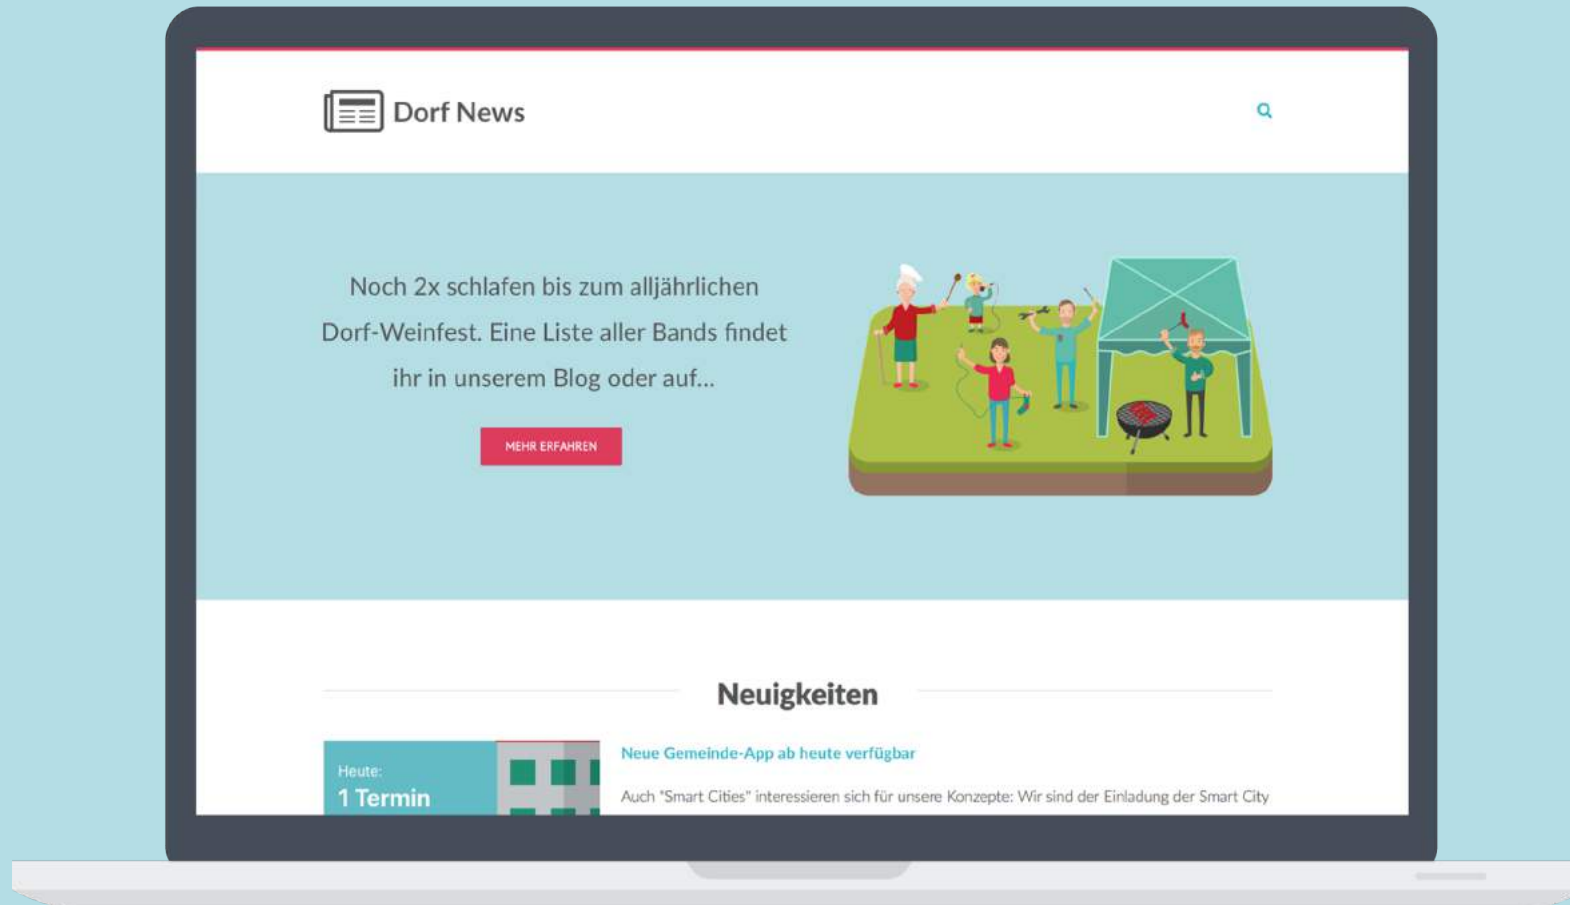 Dorf News
Noch 2x schlafen bis zum alljährlichen
Dorf-Weinfest. Eine Liste aller Bands findet
ihr in unserem Blog oder auf...
MEHR ERFAHREN
Neuigkeiten
Heute:
1 Termin
Neue Gemeinde-App ab heute verfügbar
Auch "Smart Cities" interessieren sich für unsere Konzepte: Wir sind der Einladung der Smart City